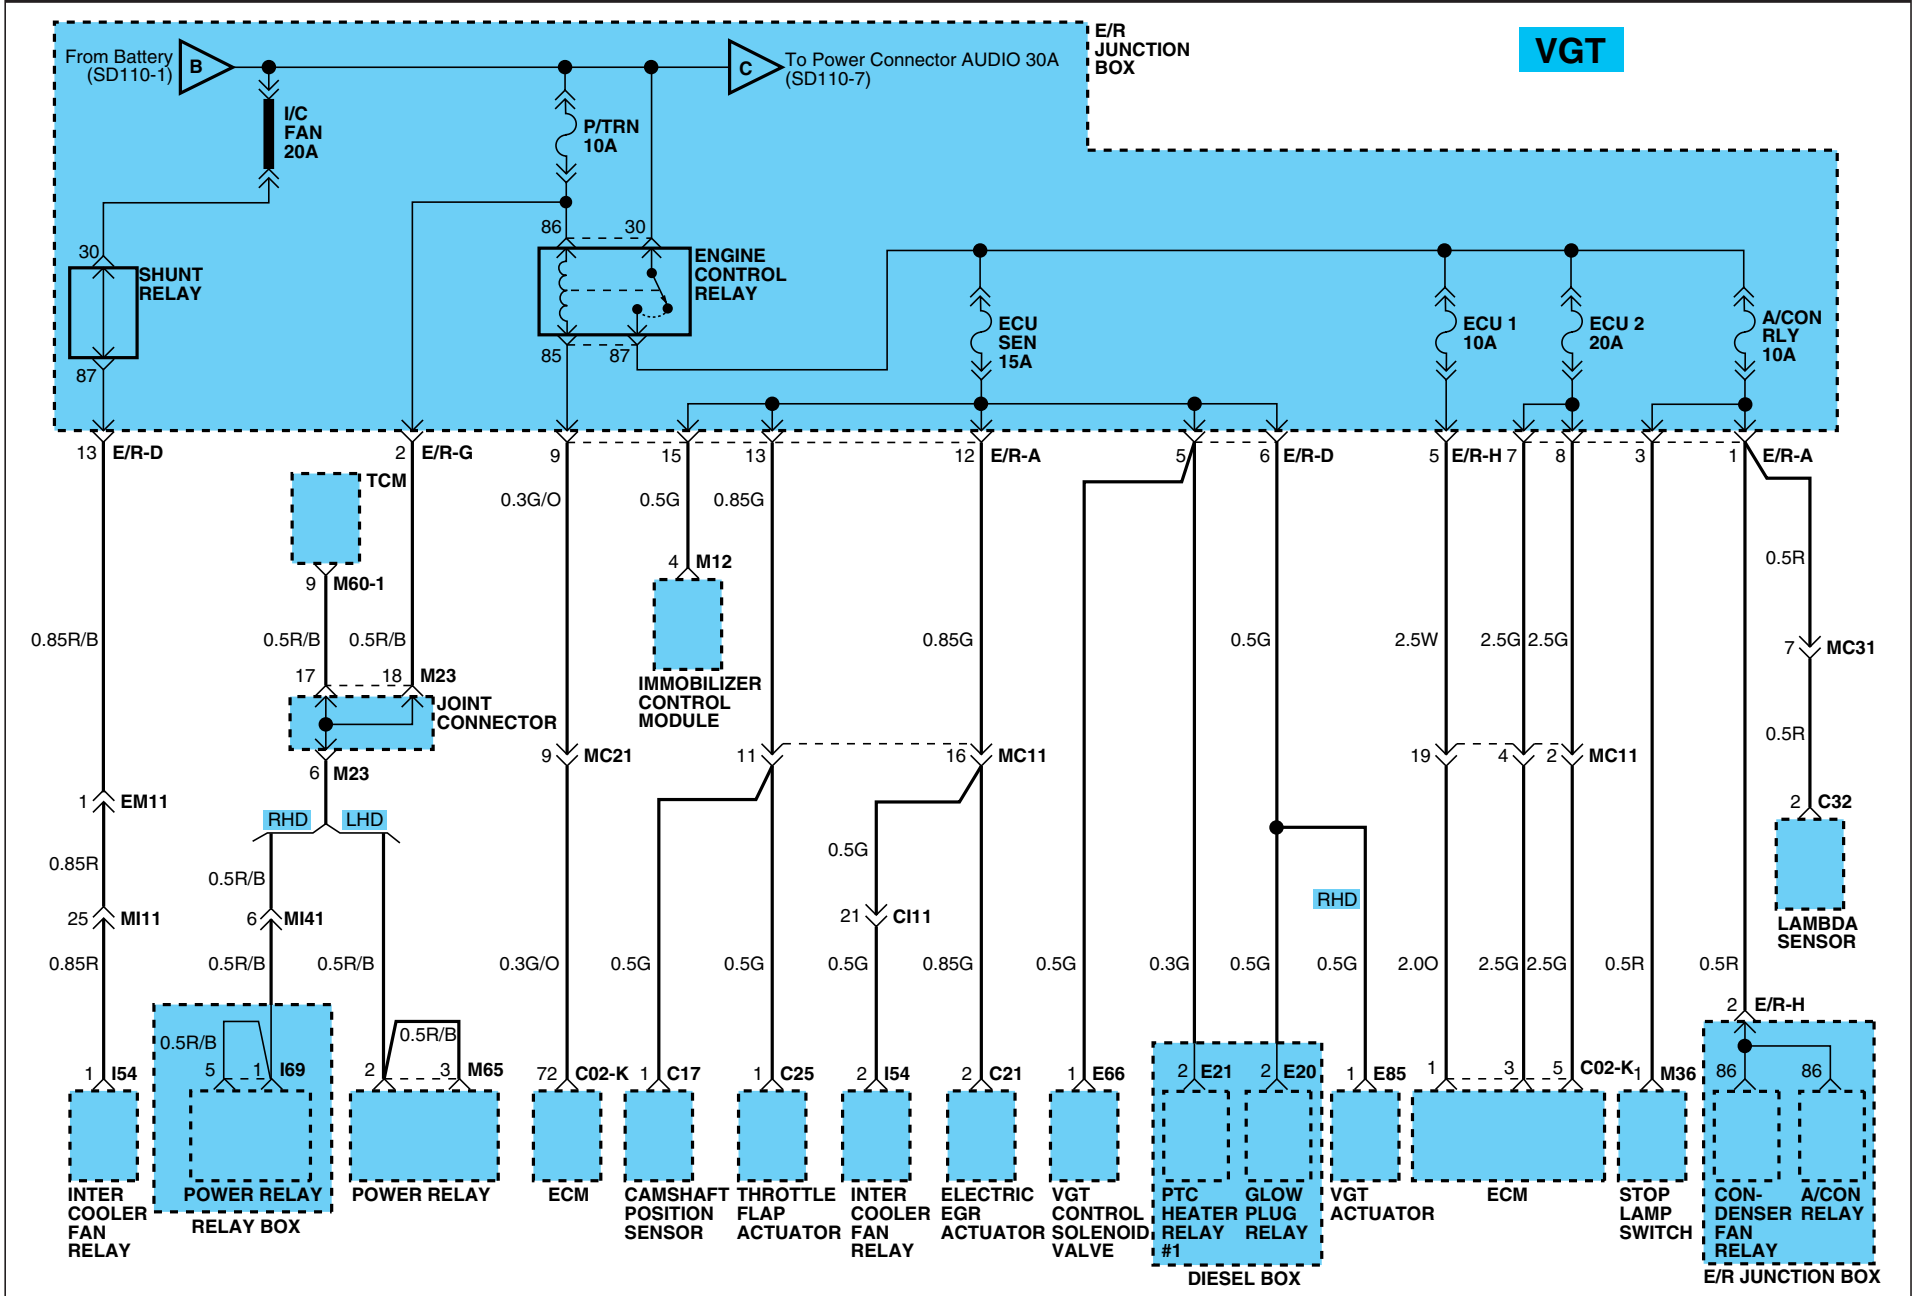 From Battery
(SD110-1)
B
C
To Power Connector AUDIO 30A
(SD110-7)
E/R
JUNCTION
BOX
VGT
I/C
FAN
20A
P/TRN
10A
86
30
ENGINE
CONTROL
RELAY
85
87
30
SHUNT
RELAY
87
ECU
SEN
15A
ECU 1
10A
ECU 2
20A
A/CON
RLY
10A
13 E/R-D
2 E/R-G
9
15
13
12 E/R-A
5
6 E/R-D
5 E/R-H
7
8
3
1 E/R-A
TCM
0.3G/O
0.5G
0.85G
9 M60-1
4 M12
0.5R
0.85R/B
0.5R/B
0.5R/B
0.85G
0.5G
2.5W
2.5G
2.5G
7 MC31
17
18 M23
JOINT
CONNECTOR
IMMOBILIZER
CONTROL
MODULE
0.5R
6 M23
9 MC21
11
16 MC11
19
4
2 MC11
1 EM11
RHD
LHD
2 C32
0.85R
0.5R/B
0.5G
RHD
25 MI11
6 MI41
21 CI11
LAMBDA
SENSOR
0.85R
0.5R/B
0.5R/B
0.3G/O
0.5G
0.5G
0.5G
0.85G
0.5G
0.3G
0.5G
0.5G
2.0O
2.5G
2.5G
0.5R
0.5R
2 E/R-H
0.5R/B
0.5R/B
1 I54
5
1 I69
2
3 M65
72 C02-K
1 C17
1 C25
2 I54
2 C21
1 E66
2 E21
2 E20
1 E85
1
3
5 C02-K
1 M36
86
86
INTER
COOLER
FAN
RELAY
POWER RELAY
RELAY BOX
POWER RELAY
ECM
CAMSHAFT
POSITION
SENSOR
THROTTLE
FLAP
ACTUATOR
INTER
COOLER
FAN
RELAY
ELECTRIC
EGR
ACTUATOR
VGT
CONTROL
SOLENOID
VALVE
PTC
HEATER
RELAY
#1
GLOW
PLUG
RELAY
DIESEL BOX
VGT
ACTUATOR
ECM
STOP
LAMP
SWITCH
CON-
DENSER
FAN
RELAY
A/CON
RELAY
E/R JUNCTION BOX